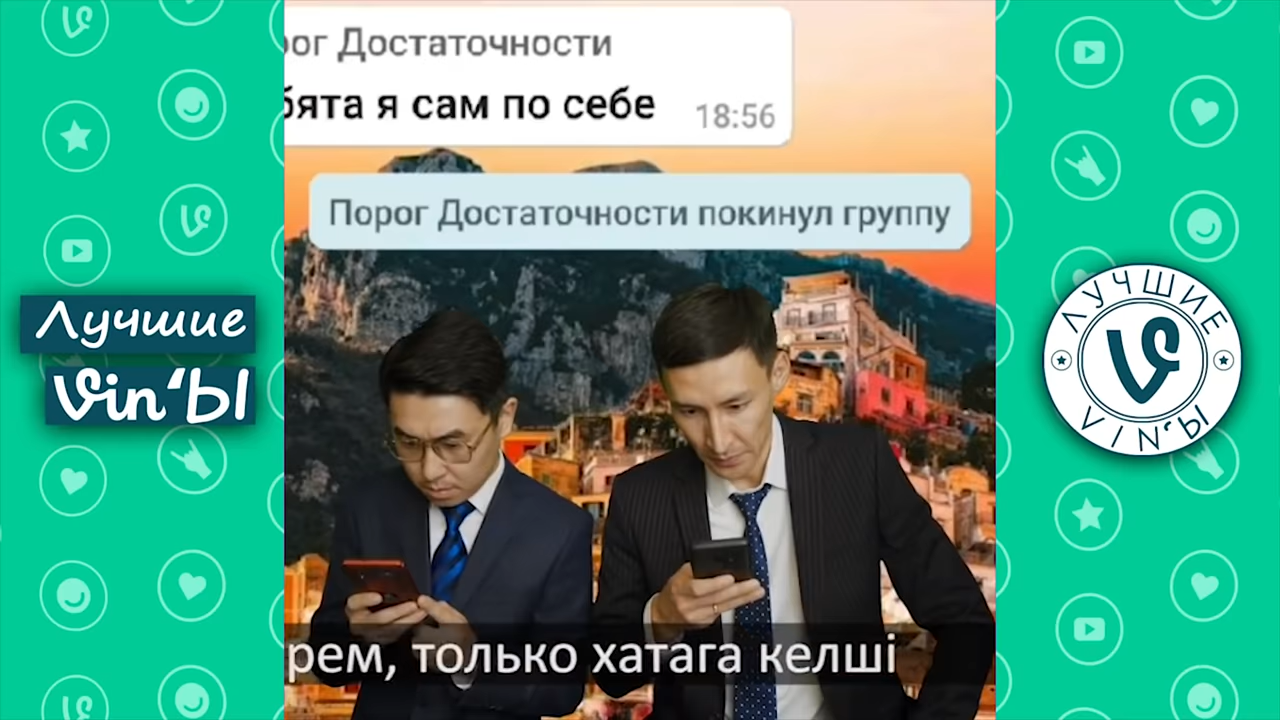 рог Достаточности
бята я сам по себе
18:56
Порог Достаточности покинул группу
Лучшие
Vin‘Ы
ЛУЧШИЕ
VIN‘Ы
рем, только хатага келші